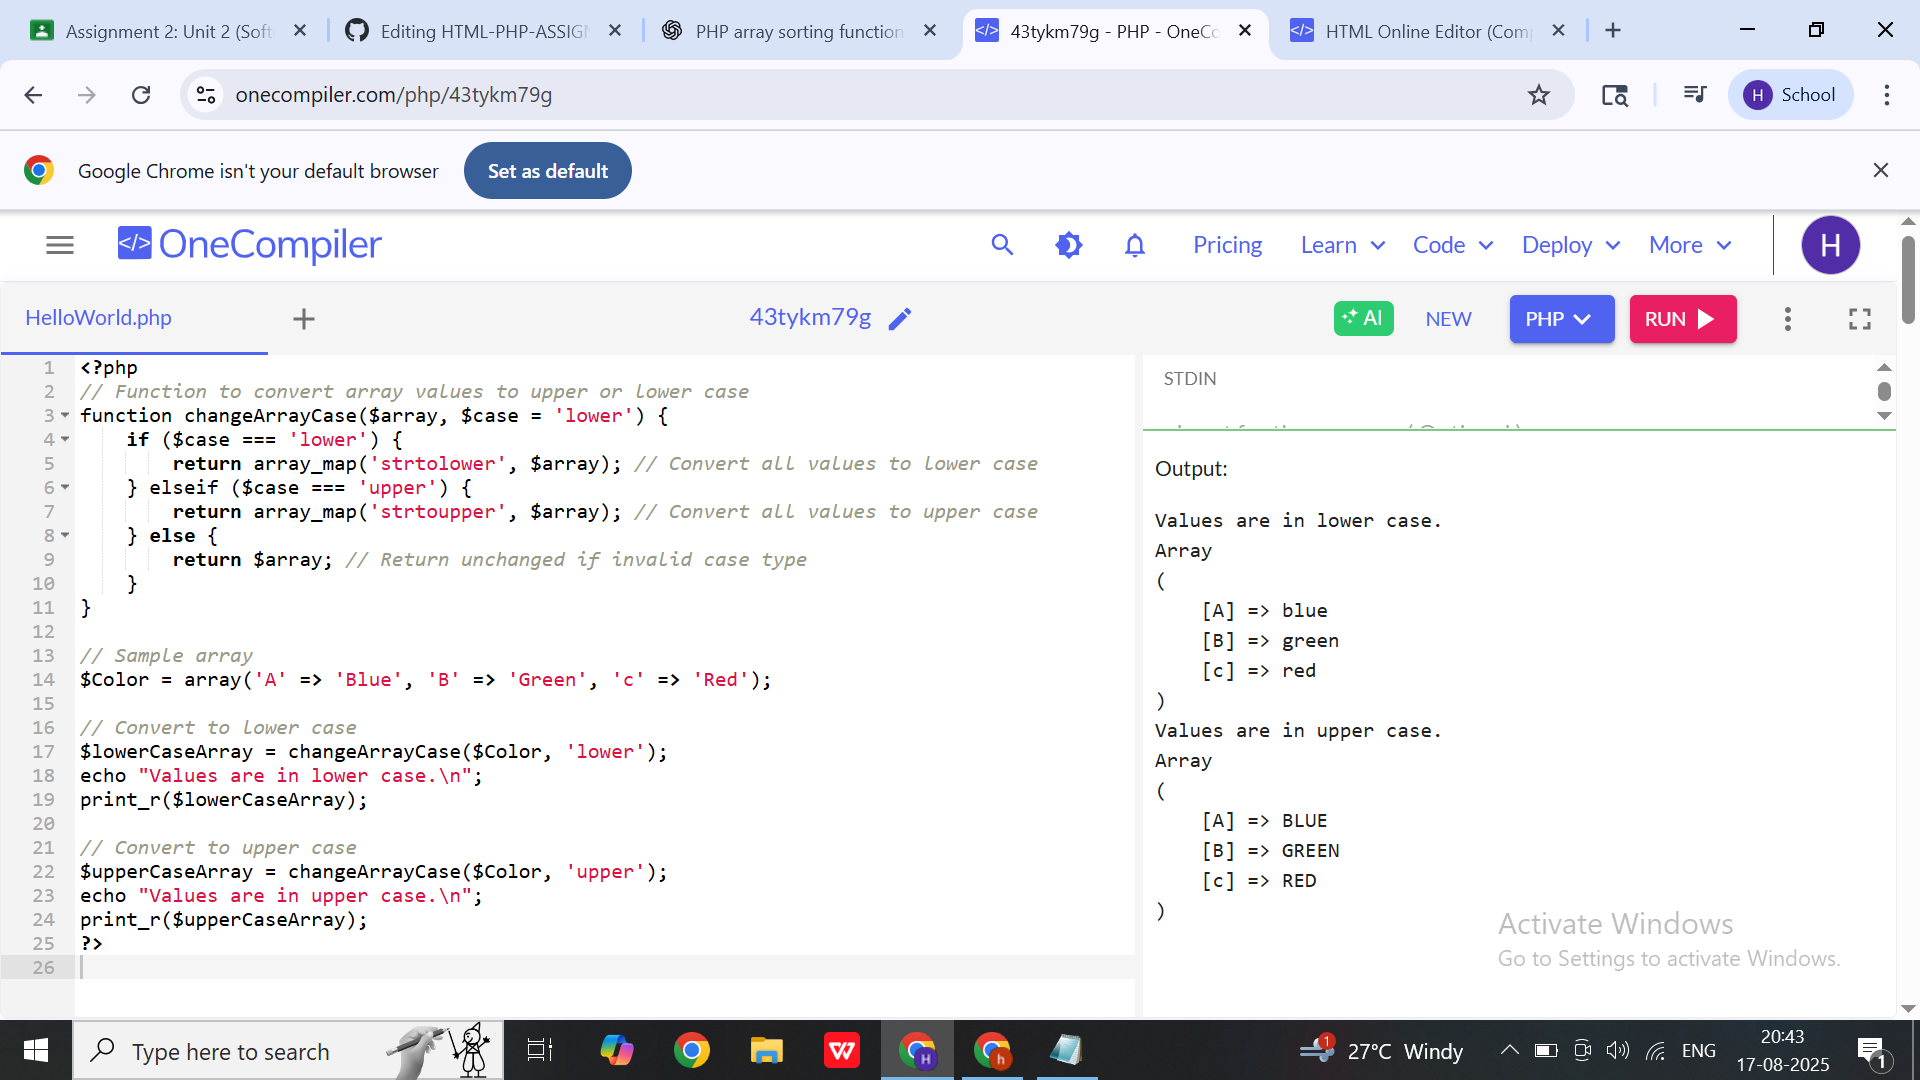 Assignment 2: Unit 2 (Soft
Editing HTML-PHP-ASSIGN
PHP array sorting function
43tykm79g - PHP - OneCo
HTML Online Editor (Com
onecompiler.com/php/43tykm79g
H School
Google Chrome isn't your default browser
Set as default
</> OneCompiler
Pricing
Learn
Code
Deploy
More
H
HelloWorld.php
43tykm79g
AI
NEW
PHP
RUN
1 <?php
2 // Function to convert array values to upper or lower case
3 function changeArrayCase($array, $case = 'lower') {
4 if ($case === 'lower') {
5 return array_map('strtolower', $array); // Convert all values to lower case
6 } elseif ($case === 'upper') {
7 return array_map('strtoupper', $array); // Convert all values to upper case
8 } else {
9 return $array; // Return unchanged if invalid case type
10 }
11 }
12
13 // Sample array
14 $Color = array('A' => 'Blue', 'B' => 'Green', 'c' => 'Red');
15
16 // Convert to lower case
17 $lowerCaseArray = changeArrayCase($Color, 'lower');
18 echo "Values are in lower case.\n";
19 print_r($lowerCaseArray);
20
21 // Convert to upper case
22 $upperCaseArray = changeArrayCase($Color, 'upper');
23 echo "Values are in upper case.\n";
24 print_r($upperCaseArray);
25 ?>
26
STDIN
Output:
Values are in lower case.
Array
(
[A] => blue
[B] => green
[c] => red
)
Values are in upper case.
Array
(
[A] => BLUE
[B] => GREEN
[c] => RED
)
Activate Windows
Go to Settings to activate Windows.
Type here to search
W
H
h
1
27°C Windy
ENG
20:43
17-08-2025
1